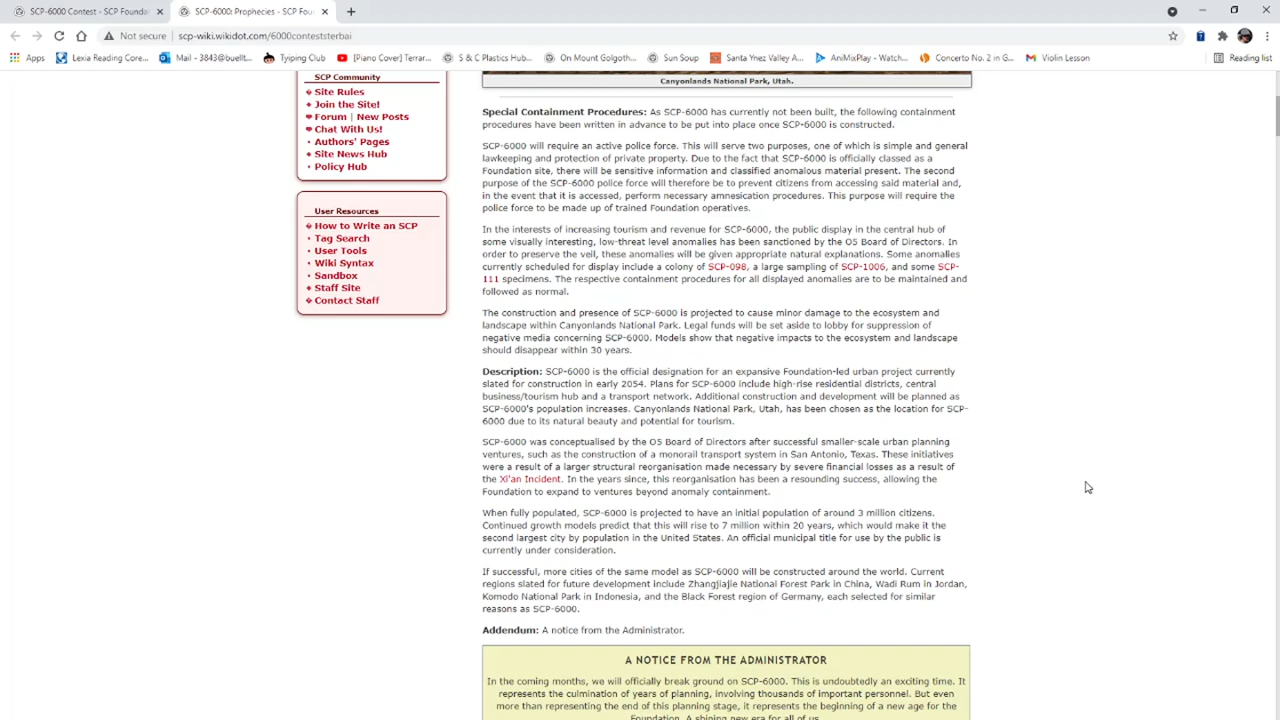 SCP-6000 Contest - SCP Founda
SCP-6000: Prophecies - SCP Fou
Not secure
scp-wiki.wikidot.com/6000conteststerbai
Apps
Lexia Reading Core...
Mail - 3843@buellt...
Typing Club
[Piano Cover] Terrar...
S & C Plastics Hub...
On Mount Golgoth...
Sun Soup
Santa Ynez Valley A...
AniMixPlay - Watch...
Concerto No. 2 in G...
Violin Lesson
Reading list
SCP Community
Site Rules
Join the Site!
Forum | New Posts
Chat With Us!
Authors' Pages
Site News Hub
Policy Hub
User Resources
How to Write an SCP
Tag Search
User Tools
Wiki Syntax
Sandbox
Staff Site
Contact Staff
Canyonlands National Park, Utah.
Special Containment Procedures: As SCP-6000 has currently not been built, the following containment
procedures have been written in advance to be put into place once SCP-6000 is constructed.
SCP-6000 will require an active police force. This will serve two purposes, one of which is simple and general
lawkeeping and protection of private property. Due to the fact that SCP-6000 is officially classed as a
Foundation site, there will be sensitive information and classified anomalous material present. The second
purpose of the SCP-6000 police force will therefore be to prevent citizens from accessing said material and,
in the event that it is accessed, perform necessary amnesication procedures. This purpose will require the
police force to be made up of trained Foundation operatives.
In the interests of increasing tourism and revenue for SCP-6000, the public display in the central hub of
some visually interesting, low-threat level anomalies has been sanctioned by the O5 Board of Directors. In
order to preserve the veil, these anomalies will be given appropriate natural explanations. Some anomalies
currently scheduled for display include a colony of SCP-098, a large sampling of SCP-1006, and some SCP-
111 specimens. The respective containment procedures for all displayed anomalies are to be maintained and
followed as normal.
The construction and presence of SCP-6000 is projected to cause minor damage to the ecosystem and
landscape within Canyonlands National Park. Legal funds will be set aside to lobby for suppression of
negative media concerning SCP-6000. Models show that negative impacts to the ecosystem and landscape
should disappear within 30 years.
Description: SCP-6000 is the official designation for an expansive Foundation-led urban project currently
slated for construction in early 2054. Plans for SCP-6000 include high-rise residential districts, central
business/tourism hub and a transport network. Additional construction and development will be planned as
SCP-6000's population increases. Canyonlands National Park, Utah, has been chosen as the location for SCP-
6000 due to its natural beauty and potential for tourism.
SCP-6000 was conceptualised by the O5 Board of Directors after successful smaller-scale urban planning
ventures, such as the construction of a monorail transport system in San Antonio, Texas. These initiatives
were a result of a larger structural reorganisation made necessary by severe financial losses as a result of
the Xi'an Incident. In the years since, this reorganisation has been a resounding success, allowing the
Foundation to expand to ventures beyond anomaly containment.
When fully populated, SCP-6000 is projected to have an initial population of around 3 million citizens.
Continued growth models predict that this will rise to 7 million within 20 years, which would make it the
second largest city by population in the United States. An official municipal title for use by the public is
currently under consideration.
If successful, more cities of the same model as SCP-6000 will be constructed around the world. Current
regions slated for future development include Zhangjiajie National Forest Park in China, Wadi Rum in Jordan,
Komodo National Park in Indonesia, and the Black Forest region of Germany, each selected for similar
reasons as SCP-6000.
Addendum: A notice from the Administrator.
A NOTICE FROM THE ADMINISTRATOR
In the coming months, we will officially break ground on SCP-6000. This is undoubtedly an exciting time. It
represents the culmination of years of planning, involving thousands of important personnel. But even
more than representing the end of this planning stage, it represents the beginning of a new age for the
Foundation. A shining new era for all of us.